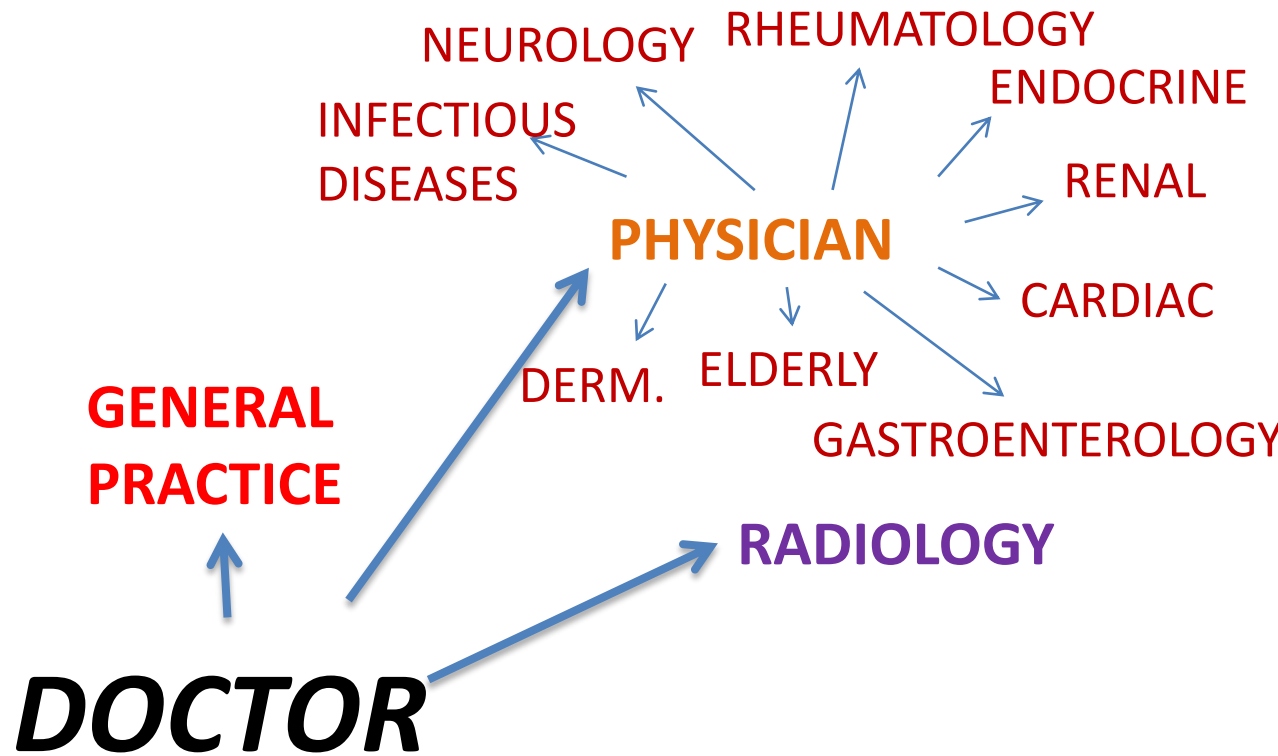 NEUROLOGY
RHEUMATOLOGY
ENDOCRINE
INFECTIOUS
DISEASES
RENAL
PHYSICIAN
CARDIAC
DERM.
ELDERLY
GASTROENTEROLOGY
GENERAL
PRACTICE
RADIOLOGY
DOCTOR